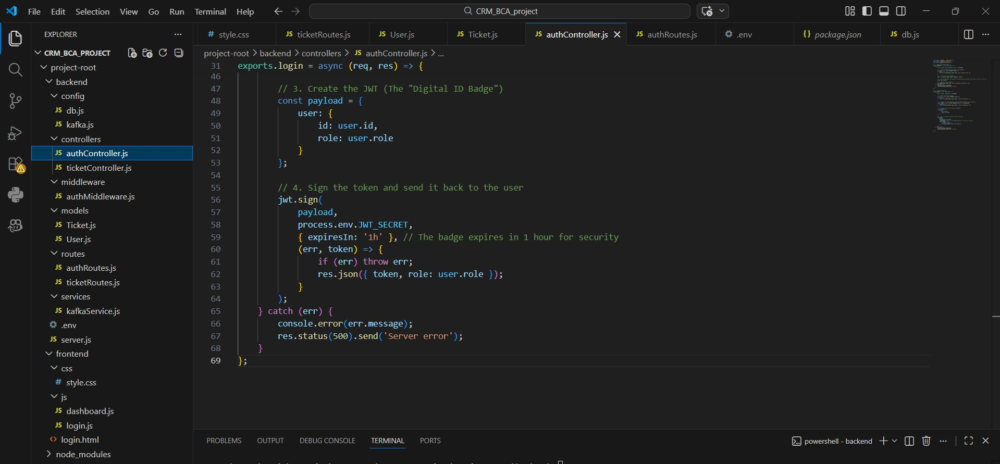 File Edit Selection View Go Run Terminal Help
CRM_BCA_project
EXPLORER
CRM_BCA_PROJECT
project-root
backend
config
JS db.js
JS kafka.js
controllers
JS authController.js
JS ticketController.js
middleware
JS authMiddleware.js
models
JS Ticket.js
JS User.js
routes
JS authRoutes.js
JS ticketRoutes.js
services
JS kafkaService.js
.env
JS server.js
frontend
css
# style.css
js
JS dashboard.js
JS login.js
<> login.html
node_modules
# style.css JS ticketRoutes.js JS User.js JS Ticket.js JS authController.js JS authRoutes.js .env {} package.json JS db.js
project-root > backend > controllers > JS authController.js > ...
31 exports.login = async (req, res) => {
46
47 // 3. Create the JWT (The "Digital ID Badge")
48 const payload = {
49 user: {
50 id: user.id,
51 role: user.role
52 }
53 };
54
55 // 4. Sign the token and send it back to the user
56 jwt.sign(
57 payload,
58 process.env.JWT_SECRET,
59 { expiresIn: '1h' }, // The badge expires in 1 hour for security
60 (err, token) => {
61 if (err) throw err;
62 res.json({ token, role: user.role });
63 }
64 );
65 } catch (err) {
66 console.error(err.message);
67 res.status(500).send('Server error');
68 }
69 };
PROBLEMS OUTPUT DEBUG CONSOLE TERMINAL PORTS
powershell - backend